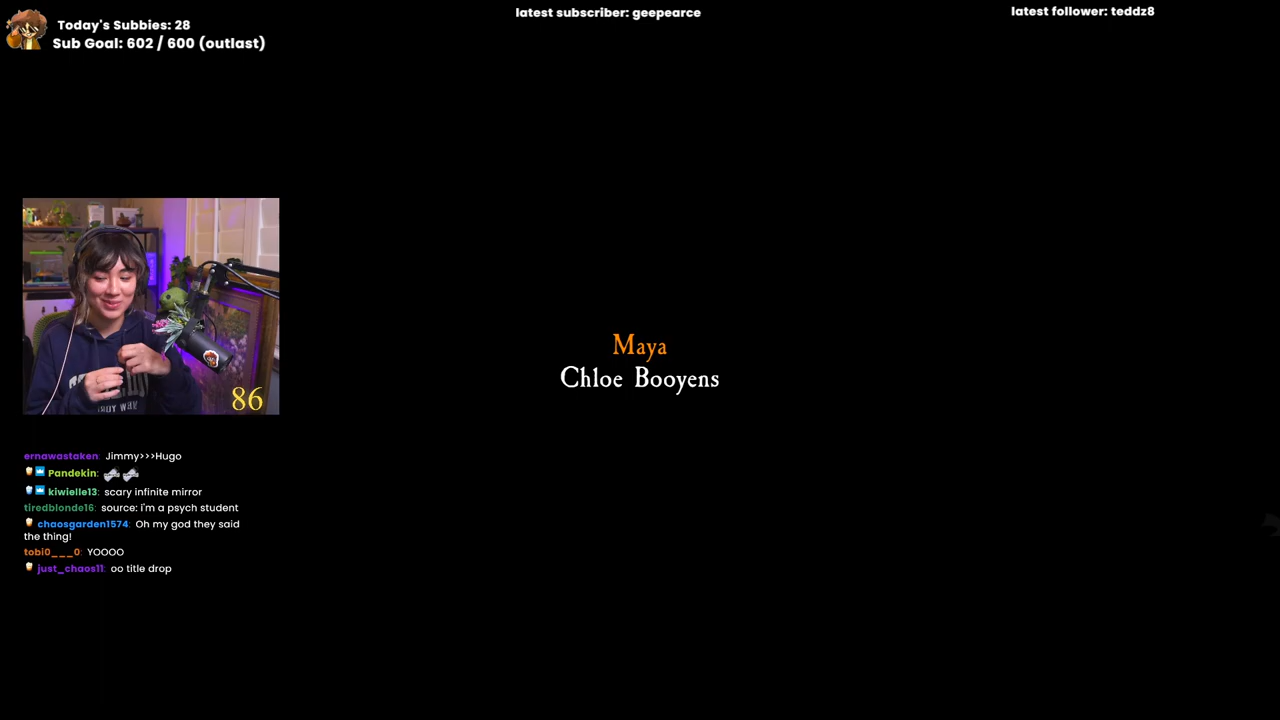 Today's Subbies: 28
Sub Goal: 602 / 600 (outlast)
latest subscriber: geepearce
latest follower: teddz8
Maya
Chloe Booyens
86
ernawastaken: Jimmy>>>Hugo
Pandekin:
kiwielle13: scary infinite mirror
tiredblonde16: source: i'm a psych student
chaosgarden1574: Oh my god they said
the thing!
tobi0___0: YOOOO
just_chaos11: oo title drop